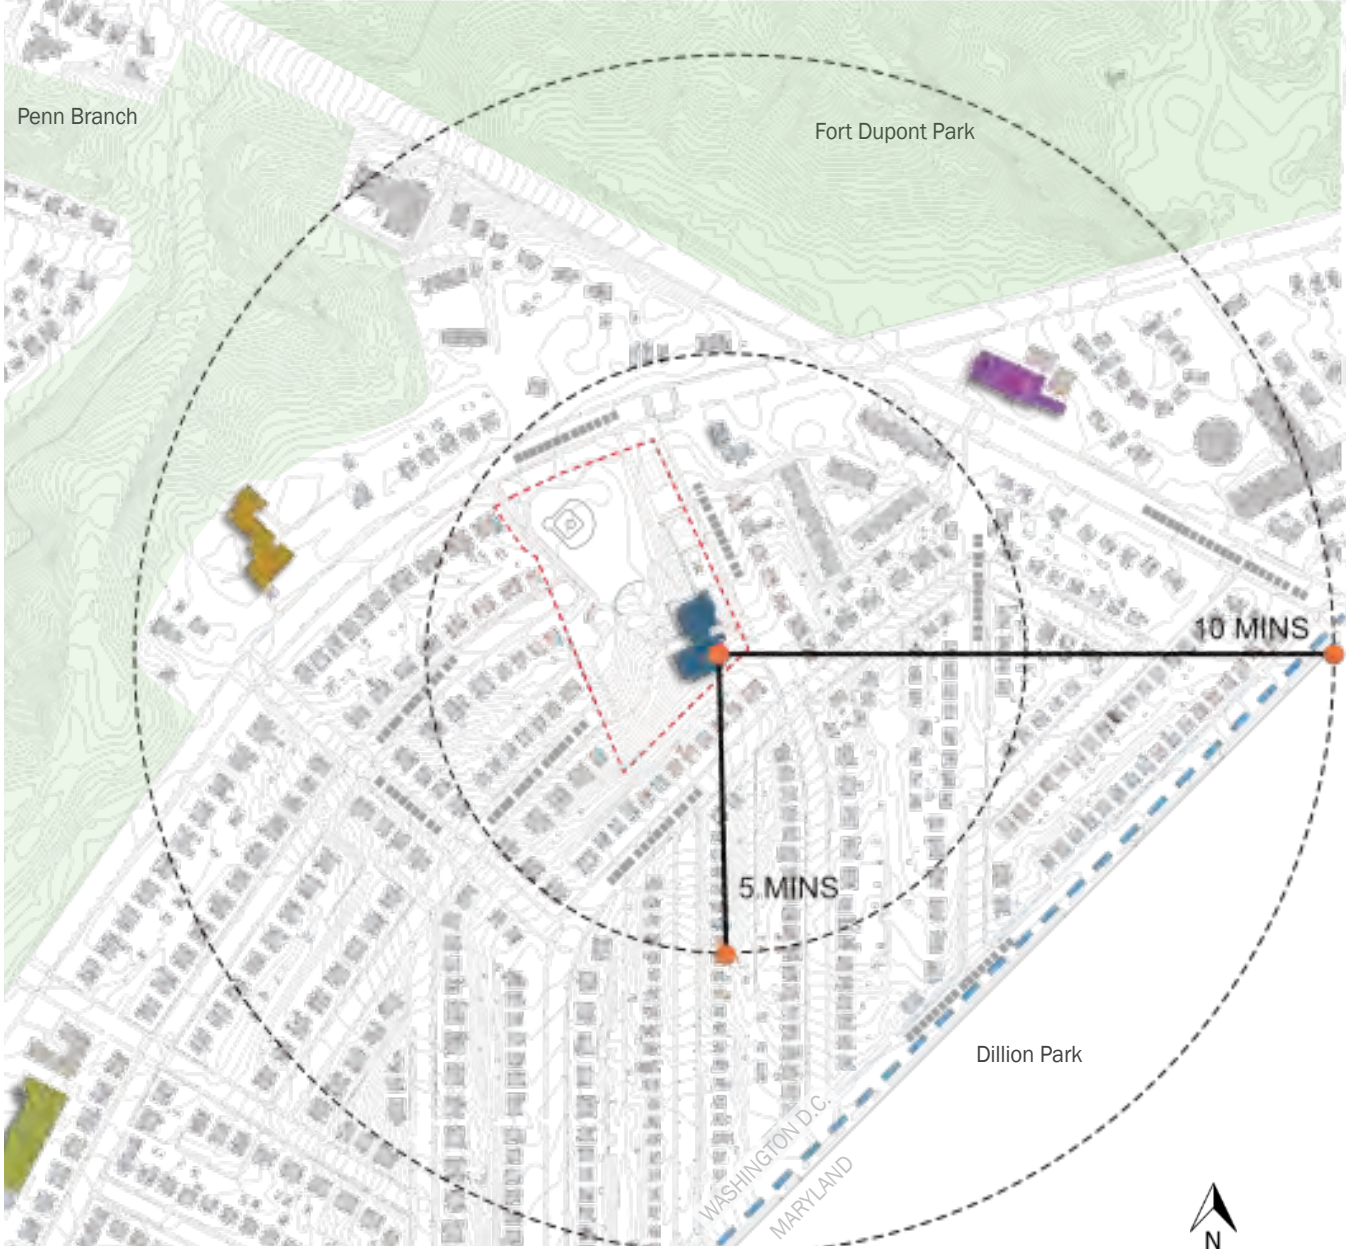 Penn Branch
Fort Dupont Park
10 MINS
5 MINS
Dillion Park
WASHINGTON D.C.
MARYLAND
N